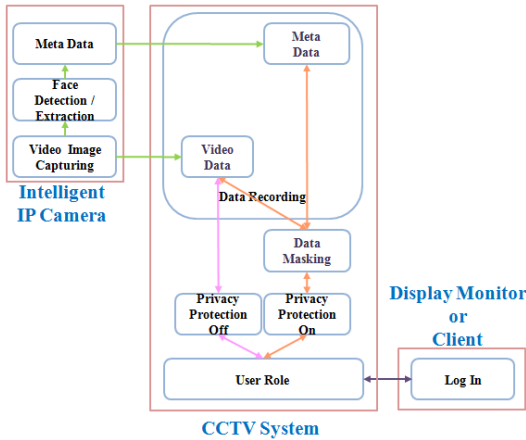 Meta Data
Face
Detection /
Extraction
Video Image
Capturing
Intelligent
IP Camera
Meta
Data
Video
Data
Data Recording
Data
Masking
Privacy
Protection
Off
Privacy
Protection
On
User Role
CCTV System
Display Monitor
or
Client
Log In